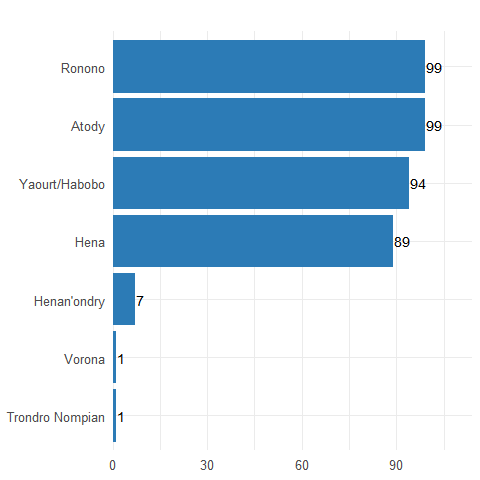 Ronono 99
Atody 99
Yaourt/Habobo 94
Hena 89
Henan'ondry 7
Vorona 1
Trondro Nompian 1
0 30 60 90